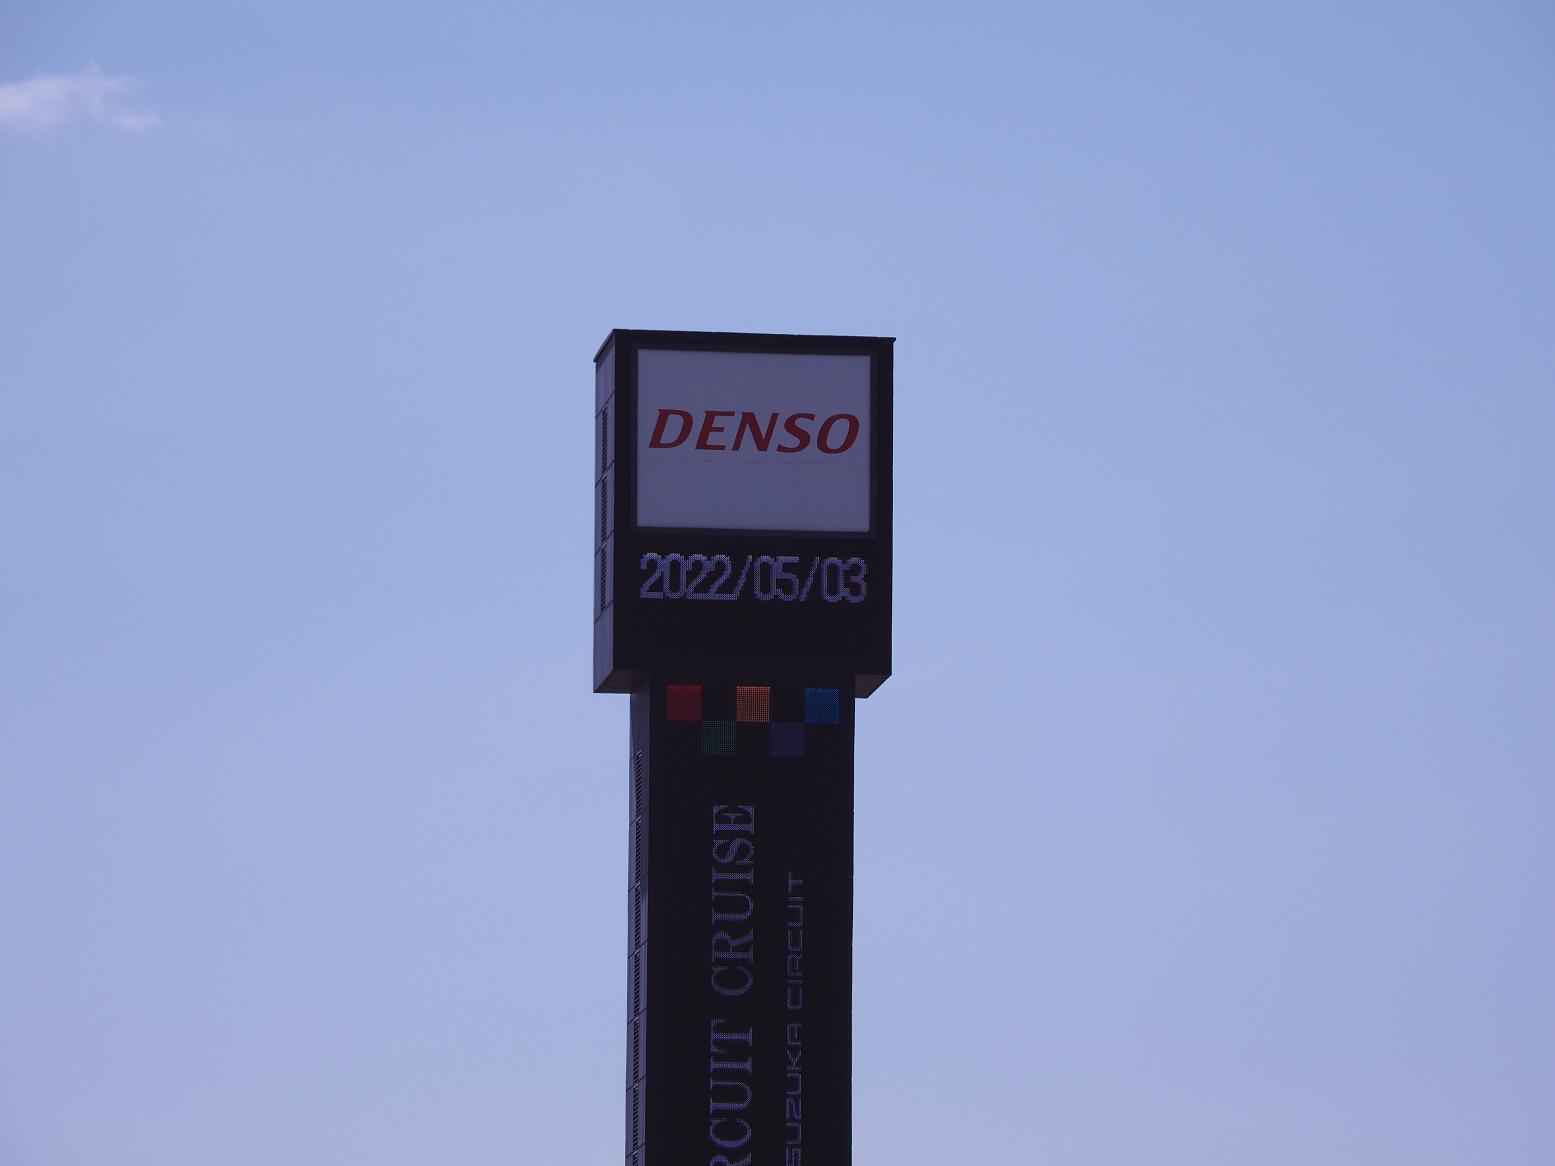 DENSO
2022/05/03
RCUIT CRUISE
SUZUKA CIRCUIT